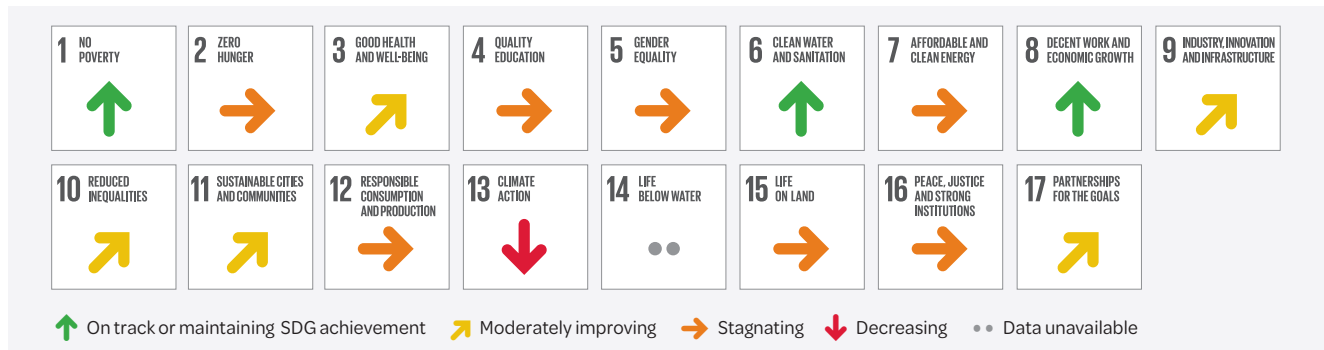 1 NO
POVERTY
2 ZERO
HUNGER
3 GOOD HEALTH
AND WELL-BEING
4 QUALITY
EDUCATION
5 GENDER
EQUALITY
6 CLEAN WATER
AND SANITATION
7 AFFORDABLE AND
CLEAN ENERGY
8 DECENT WORK AND
ECONOMIC GROWTH
9 INDUSTRY, INNOVATION
AND INFRASTRUCTURE
10 REDUCED
INEQUALITIES
11 SUSTAINABLE CITIES
AND COMMUNITIES
12 RESPONSIBLE
CONSUMPTION
AND PRODUCTION
13 CLIMATE
ACTION
14 LIFE
BELOW WATER
15 LIFE
ON LAND
16 PEACE, JUSTICE
AND STRONG
INSTITUTIONS
17 PARTNERSHIPS
FOR THE GOALS
On track or maintaining SDG achievement
Moderately improving
Stagnating
Decreasing
Data unavailable